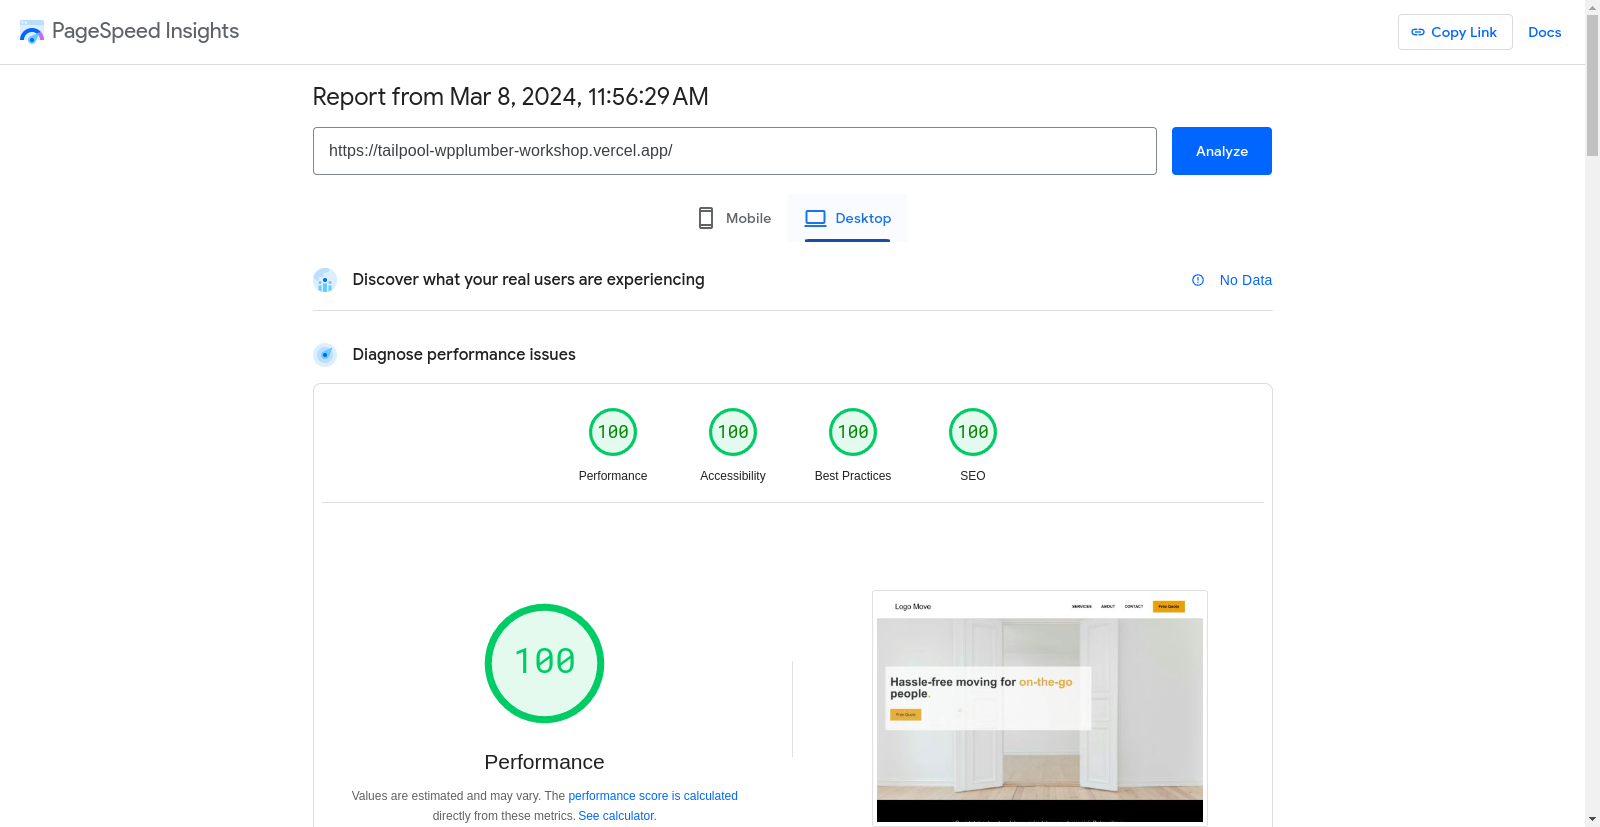 PageSpeed Insights
Copy Link
Docs
Report from Mar 8, 2024, 11:56:29 AM
https://tailpool-wpplumber-workshop.vercel.app/
Analyze
Mobile
Desktop
Discover what your real users are experiencing
No Data
Diagnose performance issues
100
100
100
100
Performance
Accessibility
Best Practices
SEO
100
Performance
Values are estimated and may vary. The performance score is calculated
directly from these metrics. See calculator.
Logo Move
SERVICES
ABOUT
CONTACT
Free Quote
Hassle-free moving for on-the-go
people.
Free Quote